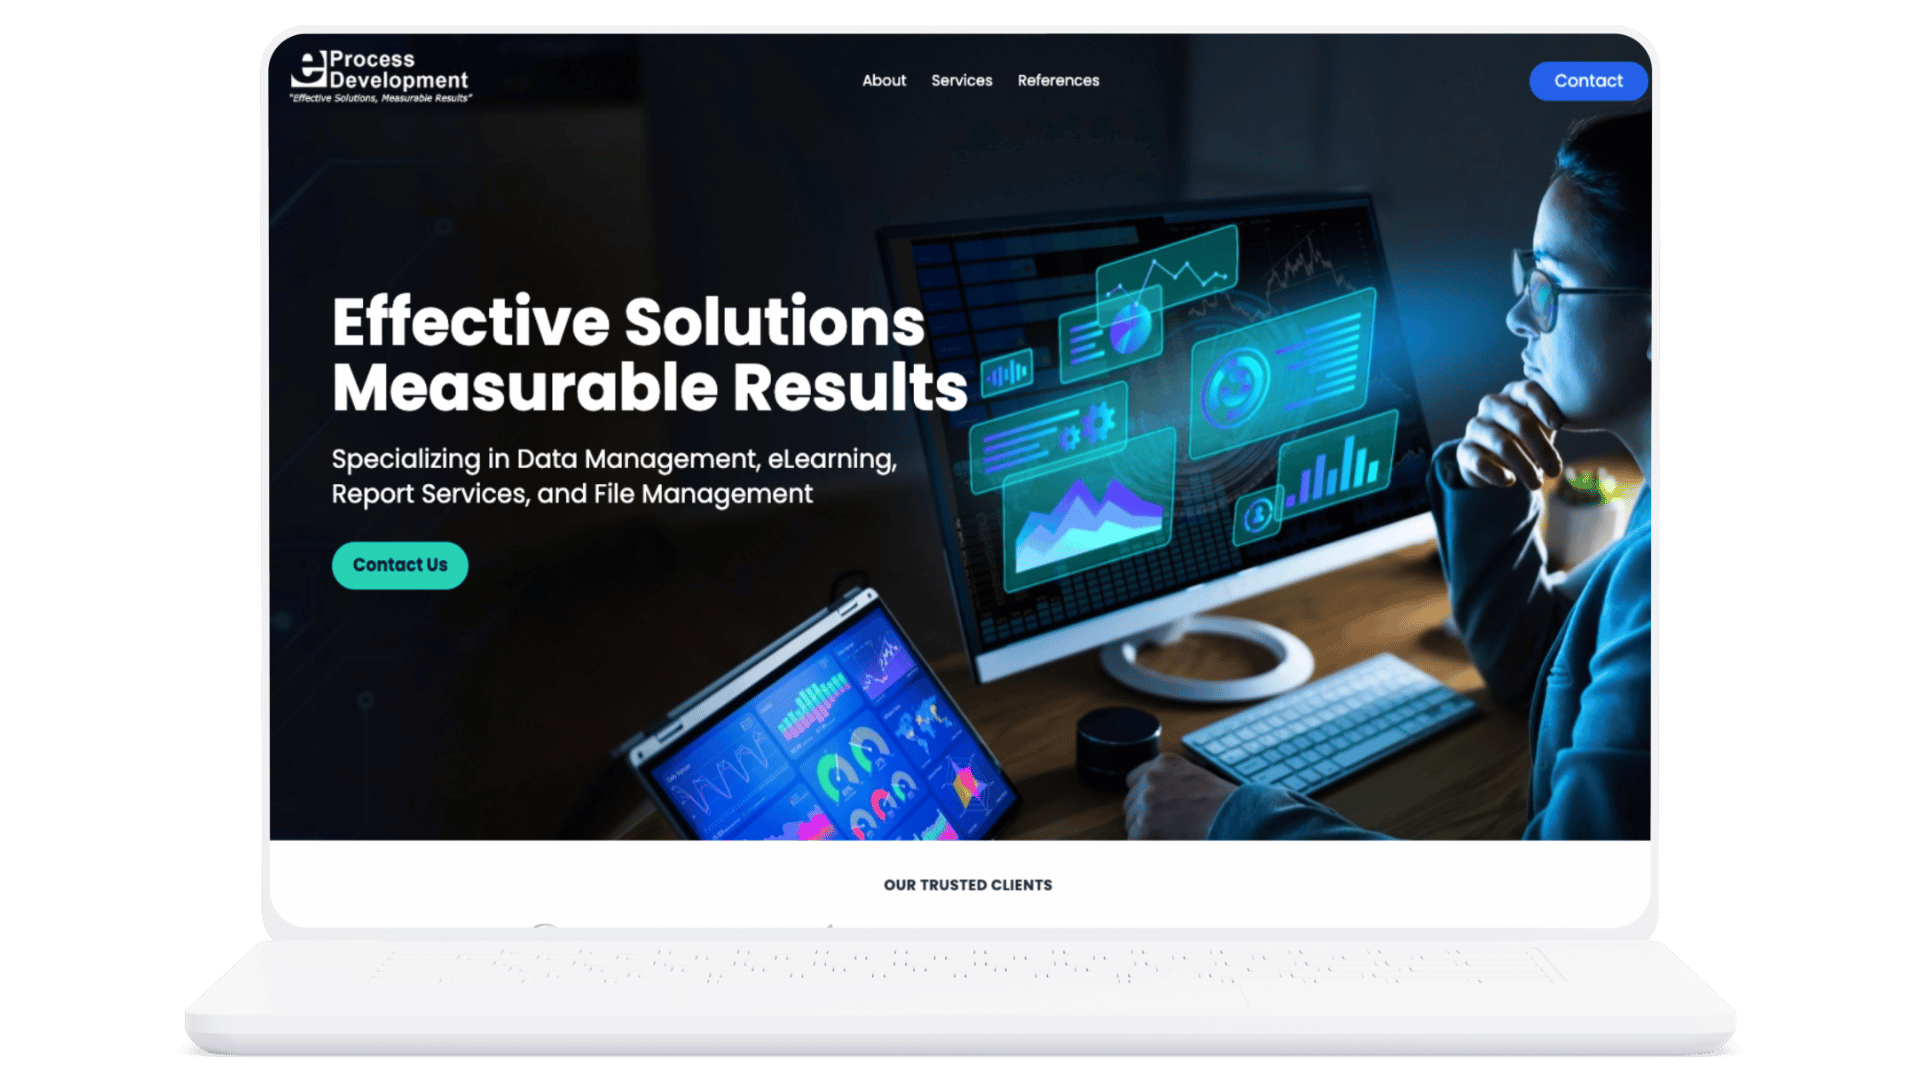 e Process
Development
"Effective Solutions, Measurable Results"
About Services References
Contact
Effective Solutions
Measurable Results
Specializing in Data Management, eLearning,
Report Services, and File Management
Contact Us
OUR TRUSTED CLIENTS